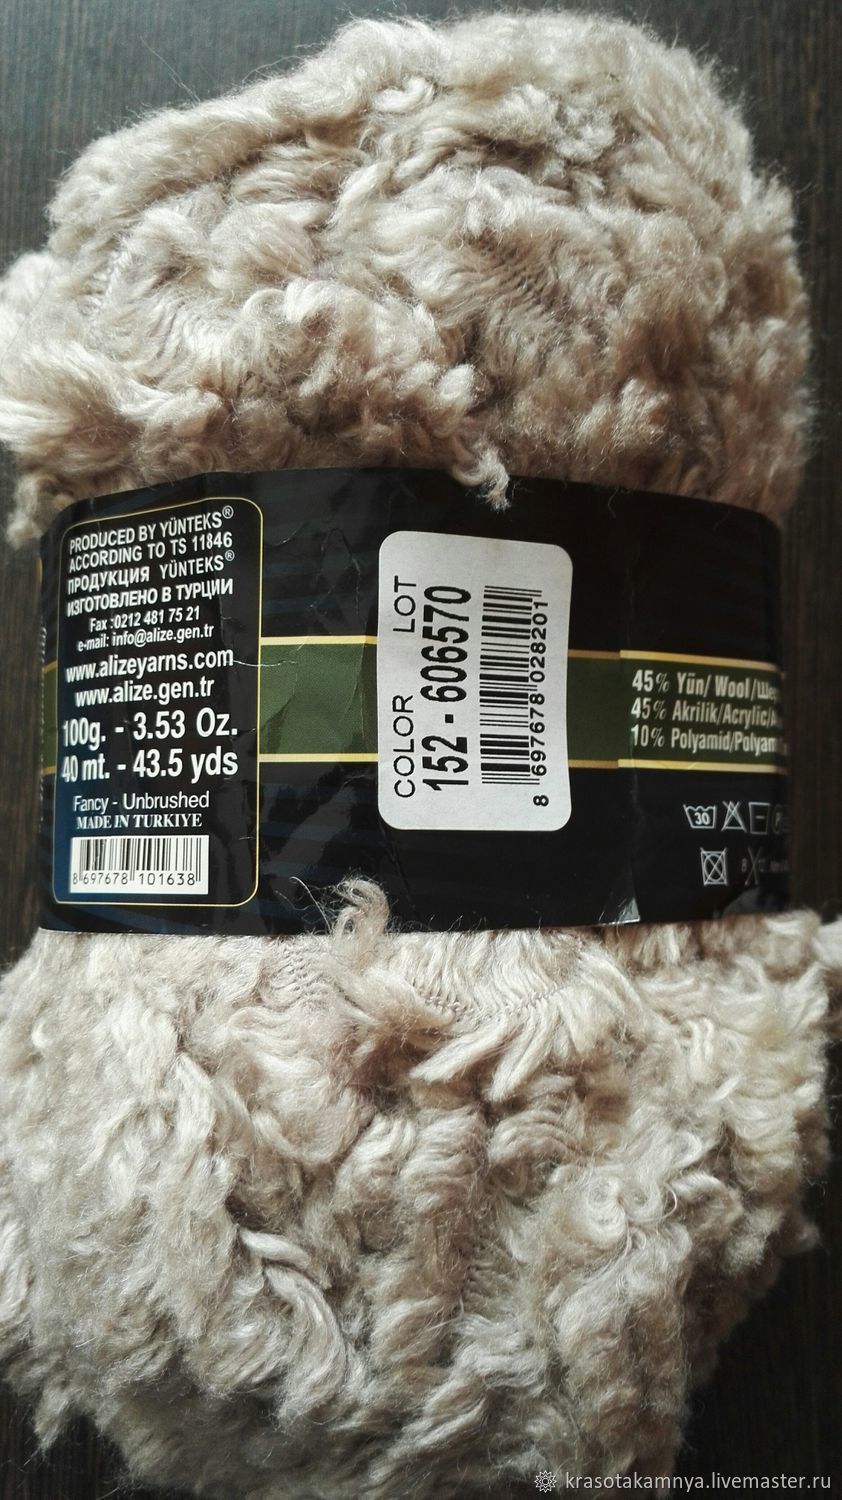 PRODUCED BY YÜNTEKS®
ACCORDING TO TS 11846
ПРОДУКЦИЯ YÜNTEKS®
ИЗГОТОВЛЕНО В ТУРЦИИ
Fax :0212 481 75 21
e-mail: info@alize.gen.tr
www.alizeyarns.com
www.alize.gen.tr
100g. - 3.53 Oz.
40 mt. - 43.5 yds
Fancy - Unbrushed
MADE IN TURKIYE
8 697678 101638
COLOR LOT
152 - 606570
8 697678 028201
45% Yün/ Wool/
45% Akrilik/Acrylic/
10% Polyamid/
30
krasotakamnya.livemaster.ru